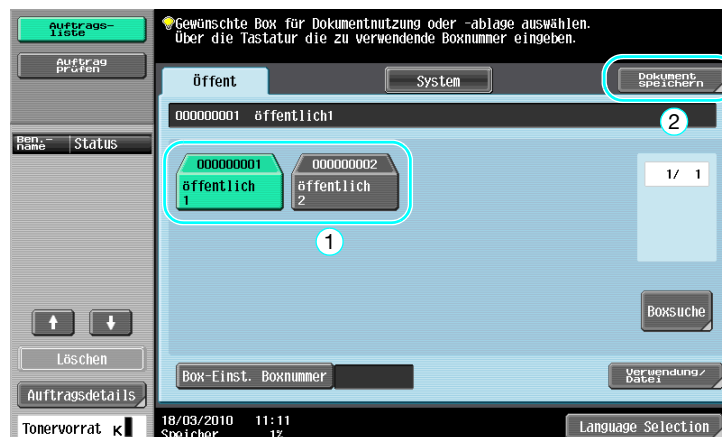 Auftrags-
liste
Auftrag
prüfen
Ben.-
name
Status
Löschen
Auftragsdetails
Tonervorrat K
Gewünschte Box für Dokumentnutzung oder -ablage auswählen.
Über die Tastatur die zu verwendende Boxnummer eingeben.
Öffent
System
Dokument
speichern
2
000000001 öffentlich1
000000001
öffentlich
1
000000002
öffentlich
2
1
1/ 1
Boxsuche
Box-Einst. Boxnummer
Verwendung/
Datei
18/03/2010 11:11
Speicher 1%
Language Selection